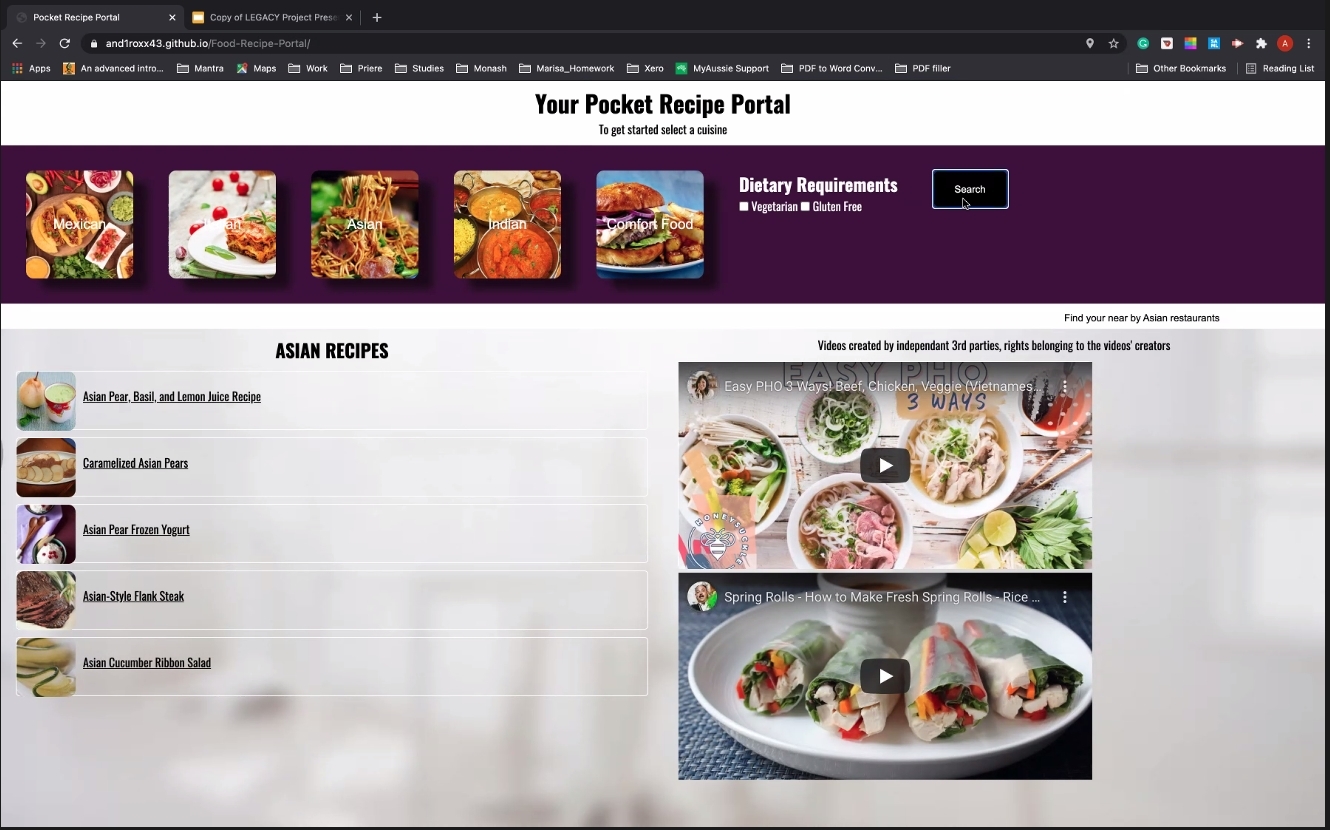 Pocket Recipe Portal
Copy of LEGACY Project Prese
and1roxx43.github.io/Food-Recipe-Portal/
A
Apps
An advanced intro...
Mantra
Maps
Work
Priere
Studies
Monash
Marisa_Homework
Xero
MyAussie Support
PDF to Word Conv...
PDF filler
Other Bookmarks
Reading List
Your Pocket Recipe Portal
To get started select a cuisine
Mexican
Asian
Indian
Comfort Food
Dietary Requirements
Vegetarian Gluten Free
Search
Find your near by Asian restaurants
ASIAN RECIPES
Asian Pear, Basil, and Lemon Juice Recipe
Caramelized Asian Pears
Asian Pear Frozen Yogurt
Asian-Style Flank Steak
Asian Cucumber Ribbon Salad
Videos created by independant 3rd parties, rights belonging to the videos' creators
EASY PHO
Easy PHO 3 Ways! Beef, Chicken, Veggie (Vietnames...
3 WAYS
Spring Rolls - How to Make Fresh Spring Rolls - Rice ...